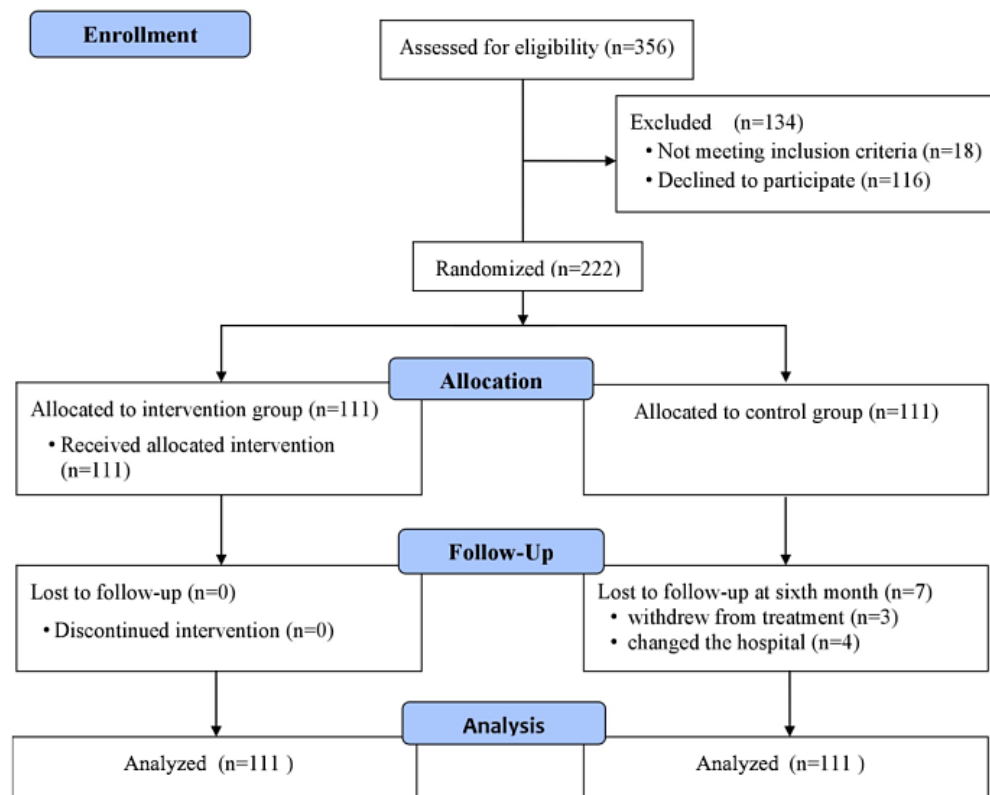 Enrollment
Assessed for eligibility (n=356)
Excluded (n=134)
• Not meeting inclusion criteria (n=18)
• Declined to participate (n=116)
Randomized (n=222)
Allocation
Allocated to intervention group (n=111)
• Received allocated intervention
(n=111)
Allocated to control group (n=111)
Follow-Up
Lost to follow-up (n=0)
• Discontinued intervention (n=0)
Lost to follow-up at sixth month (n=7)
• withdrew from treatment (n=3)
• changed the hospital (n=4)
Analysis
Analyzed (n=111 )
Analyzed (n=111 )